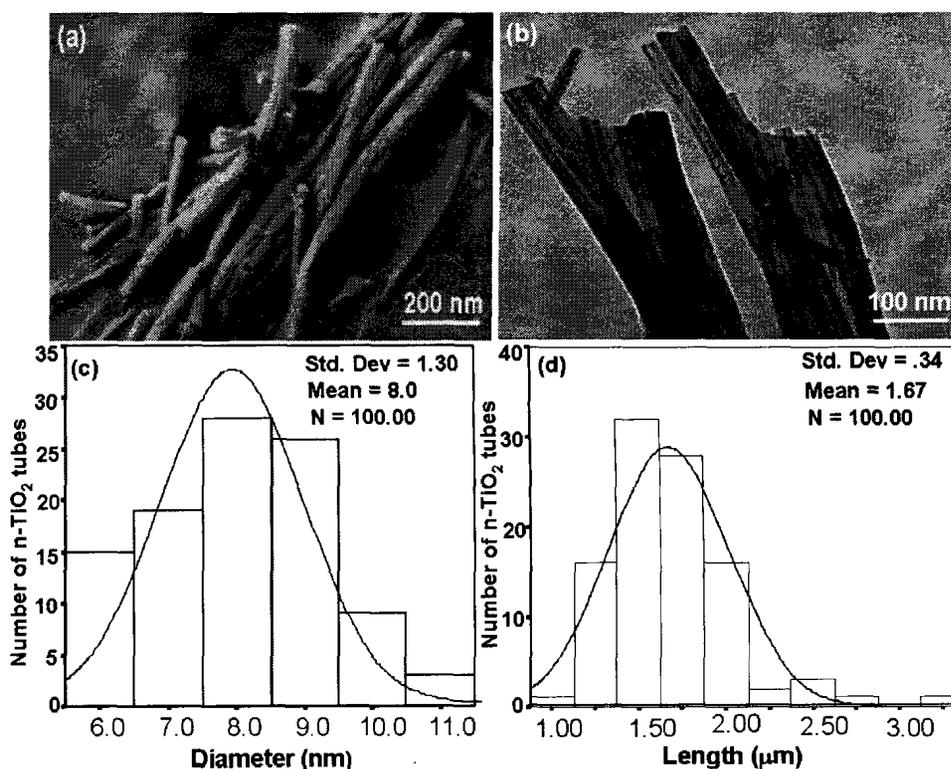 (a)
200 nm
(b)
100 nm
(c)
Std. Dev = 1.30
Mean = 8.0
N = 100.00
Number of n-TiO₂ tubes
35
30
25
20
15
10
5
0
6.0 7.0 8.0 9.0 10.0 11.0
Diameter (nm)
(d)
Std. Dev = .34
Mean = 1.67
N = 100.00
Number of n-TiO₂ tubes
40
30
20
10
0
1.00 1.50 2.00 2.50 3.00
Length (μm)